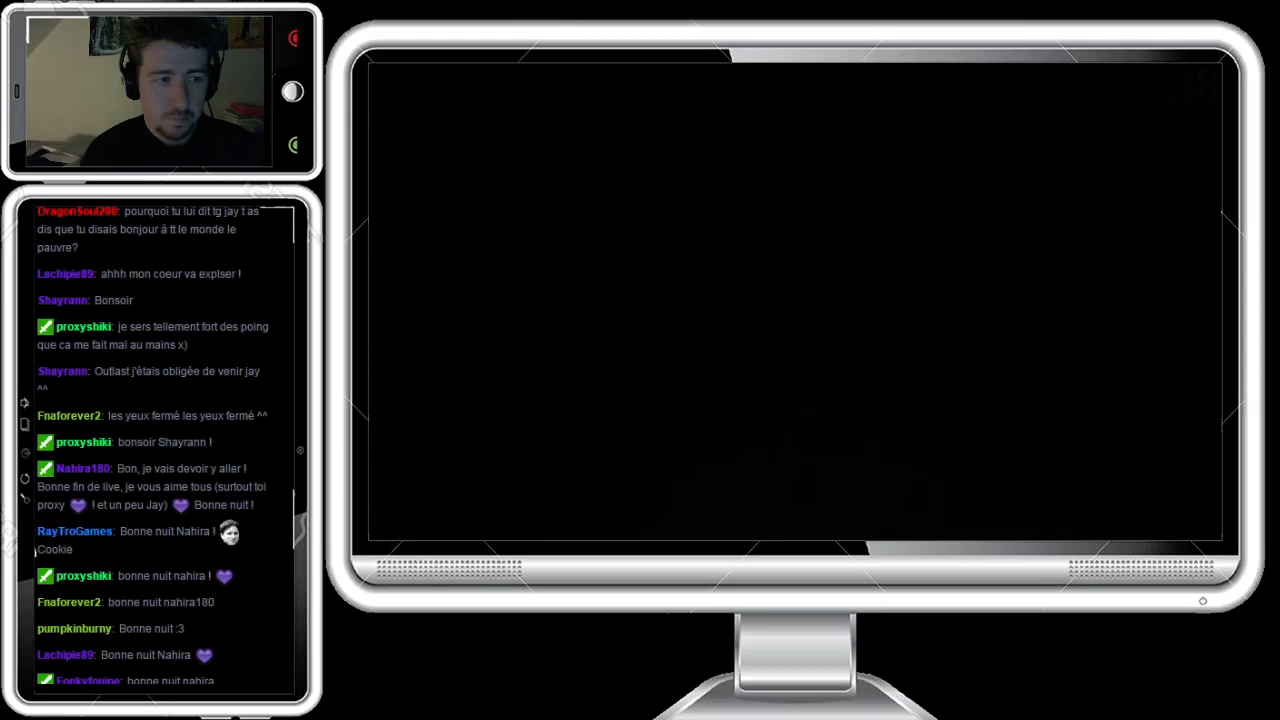 DragonSoul200: pourquoi tu lui dit tg jay t as
dis que tu disais bonjour à tt le monde le
pauvre?
Lachipie89: ahhh mon coeur va explser !
Shayrann: Bonsoir
proxyshiki: je sers tellement fort des poing
que ca me fait mal au mains x)
Shayrann: Outlast j'étais obligée de venir jay
^^
Fnaforever2: les yeux fermé les yeux fermé ^^
proxyshiki: bonsoir Shayrann !
Nahira180: Bon, je vais devoir y aller !
Bonne fin de live, je vous aime tous (surtout toi
proxy ! et un peu Jay) Bonne nuit !
RayTroGames: Bonne nuit Nahira !
Cookie
proxyshiki: bonne nuit nahira !
Fnaforever2: bonne nuit nahira180
pumpkinburny: Bonne nuit :3
Lachipie89: Bonne nuit Nahira
Fonkyfouine: bonne nuit nahira